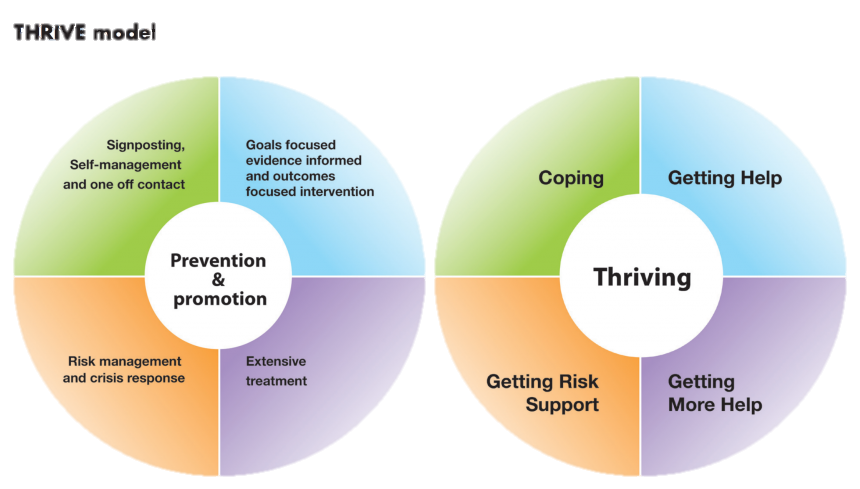 THRIVE model
Signposting,
Self-management
and one off contact
Goals focused
evidence informed
and outcomes
focused intervention
Prevention
&
promotion
Risk management
and crisis response
Extensive
treatment
Coping
Getting Help
Thriving
Getting Risk
Support
Getting
More Help